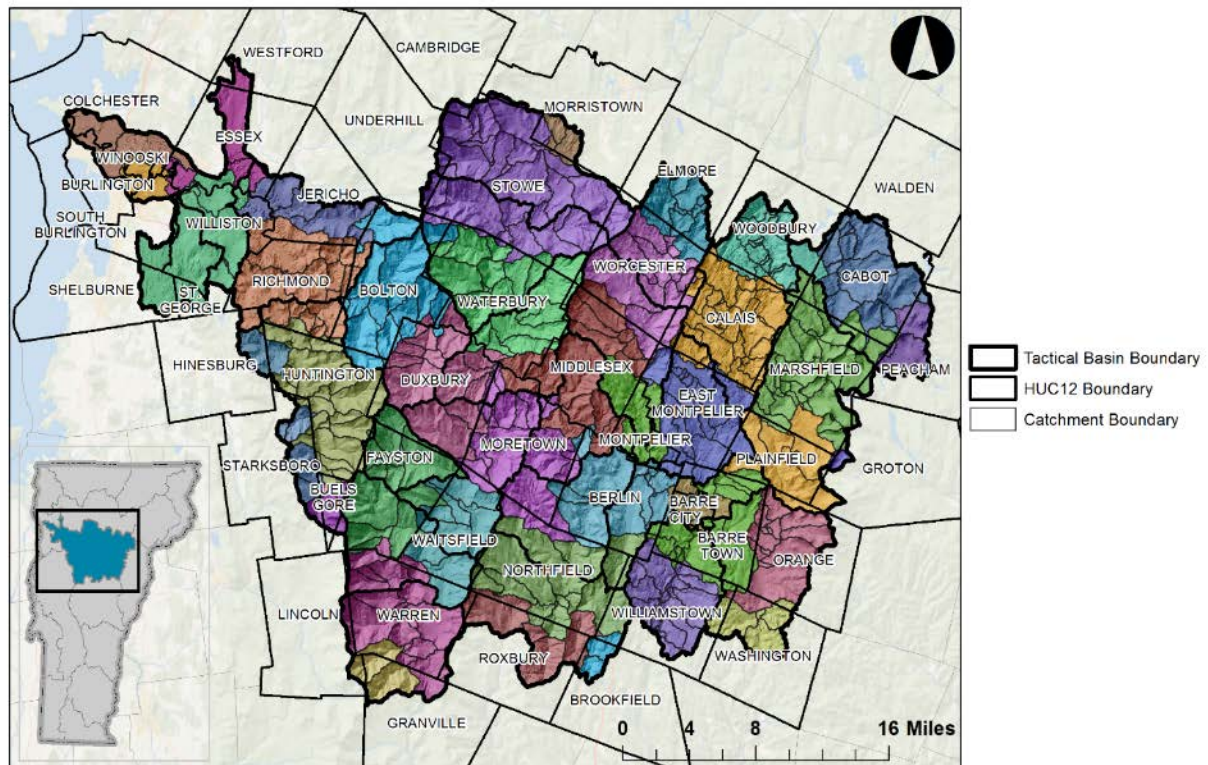 WESTFORD
CAMBRIDGE
MORRISTOWN
COLCHESTER
ESSEX
UNDERHILL
WINOOSKI
ELMORE
BURLINGTON
JERICHO
STOWE
WALDEN
SOUTH
BURLINGTON
WILLISTON
WOODBURY
WORCESTER
CABOT
SHELBURNE
ST.
GEORGE
RICHMOND
BOLTON
WATERBURY
CALAIS
HINESBURG
HUNTINGTON
DUXBURY
MIDDLESEX
MARSHFIELD
PEACHAM
EAST
MONTPELIER
MORETOWN
MONTPELIER
STARKSBORO
FAYSTON
PLAINFIELD
GROTON
BUELS
GORE
BERLIN
BARRE
CITY
WAITSFIELD
BARRE
TOWN
ORANGE
NORTHFIELD
LINCOLN
WARREN
WILLIAMSTOWN
ROXBURY
WASHINGTON
BROOKFIELD
GRANVILLE
0 4 8 16 Miles
Tactical Basin Boundary
HUC12 Boundary
Catchment Boundary